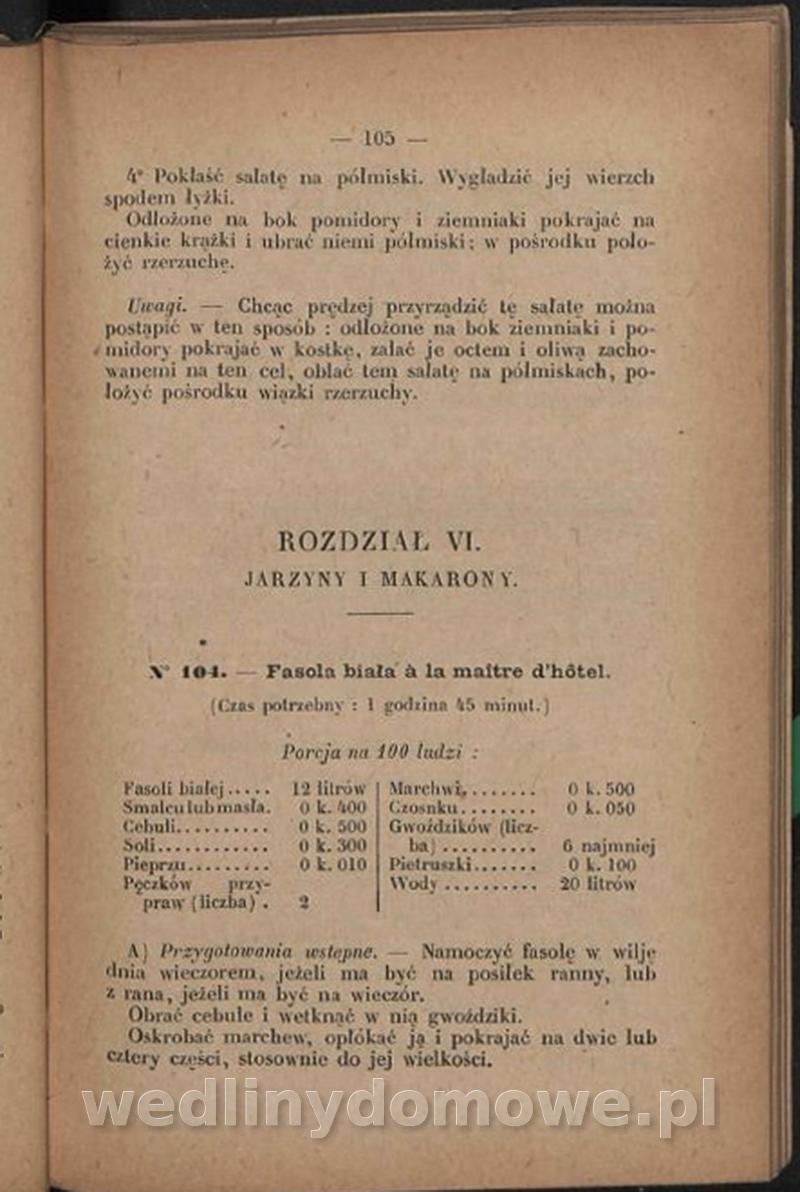 — 105 —
4° Pokłaść sałatę na półmiski. Wygładzić jej wierzch
spodem łyżki.
Odłożone na bok pomidory i ziemniaki pokrajać na
cienkie krążki i ubrać niemi półmiski; w pośrodku poło-
żyć rzerzuchę.
Uwagi. — Chcąc prędzej przyrządzić tę sałatę można
postąpić w ten sposób : odłożone na bok ziemniaki i po-
midory pokrajać w kostkę, zalać je octem i oliwą zacho-
wanemi na ten cel, oblać tem sałatę na półmiskach, po-
łożyć pośrodku wiązki rzerzuchy.
ROZDZIAŁ VI.
JARZYNY I MAKARONY.
N° 104. — Fasola biała à la maître d'hôtel.
(Czas potrzebny : 1 godzina 45 minut.)
Porcja na 100 ludzi :
Fasoli białej..... 12 litrów
Smalcu lub masła. 0 k. 400
Cebuli.......... 0 k. 500
Soli............ 0 k. 300
Pieprzu......... 0 k. 010
Pęczków przy-
praw (liczba) . 2
Marchwi........ 0 k. 500
Czosnku........ 0 k. 050
Gwoździków (licz-
ba).......... 6 najmniej
Pietruszki....... 0 k. 100
Wody.......... 20 litrów
A) Przygotowania wstępne. — Namoczyć fasolę w wilję
dnia wieczorem, jeżeli ma być na posiłek ranny, lub
z rana, jeżeli ma być na wieczór.
Obrać cebule i wetknąć w nią gwoździki.
Oskrobać marchew, opłókać ją i pokrajać na dwie lub
cztery części, stosownie do jej wielkości.
wedlinydomowe.pl